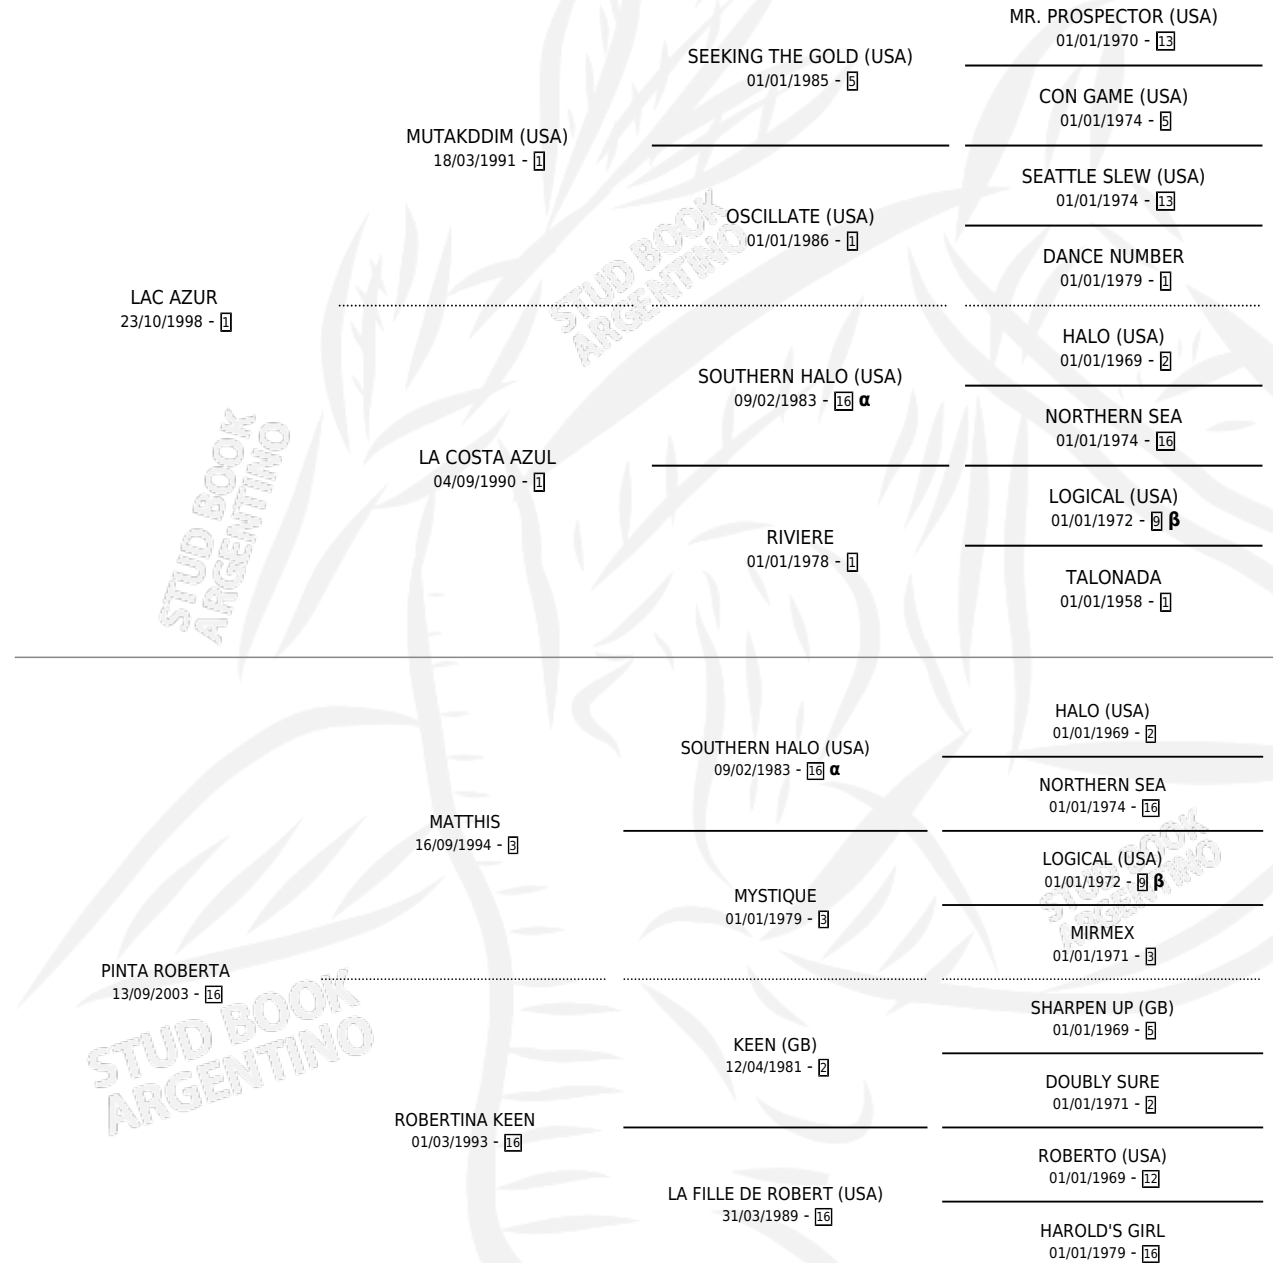 MR. PROSPECTOR (USA)
01/01/1970 - 13
SEEKING THE GOLD (USA)
01/01/1985 - 5
CON GAME (USA)
01/01/1974 - 5
MUTAKDDIM (USA)
18/03/1991 - 1
SEATTLE SLEW (USA)
01/01/1974 - 13
OSCILLATE (USA)
01/01/1986 - 1
DANCE NUMBER
01/01/1979 - 1
STUD BOOK
ARGENTINO
LAC AZUR
23/10/1998 - 1
HALO (USA)
01/01/1969 - 2
SOUTHERN HALO (USA)
09/02/1983 - 16 α
NORTHERN SEA
01/01/1974 - 16
LA COSTA AZUL
04/09/1990 - 1
LOGICAL (USA)
01/01/1972 - 9 β
RIVIERE
01/01/1978 - 1
TALONADA
01/01/1958 - 1
STUD BOOK
ARGENTINO
HALO (USA)
01/01/1969 - 2
SOUTHERN HALO (USA)
09/02/1983 - 16 α
NORTHERN SEA
01/01/1974 - 16
MATTHIS
16/09/1994 - 3
LOGICAL (USA)
01/01/1972 - 9 β
MYSTIQUE
01/01/1979 - 3
STUD BOOK
ARGENTINO
MIRMEX
01/01/1971 - 3
PINTA ROBERTA
13/09/2003 - 16
SHARPEN UP (GB)
01/01/1969 - 5
KEEN (GB)
12/04/1981 - 2
DOUBLY SURE
01/01/1971 - 2
STUD BOOK
ARGENTINO
ROBERTINA KEEN
01/03/1993 - 16
ROBERTO (USA)
01/01/1969 - 12
LA FILLE DE ROBERT (USA)
31/03/1989 - 16
HAROLD'S GIRL
01/01/1979 - 16